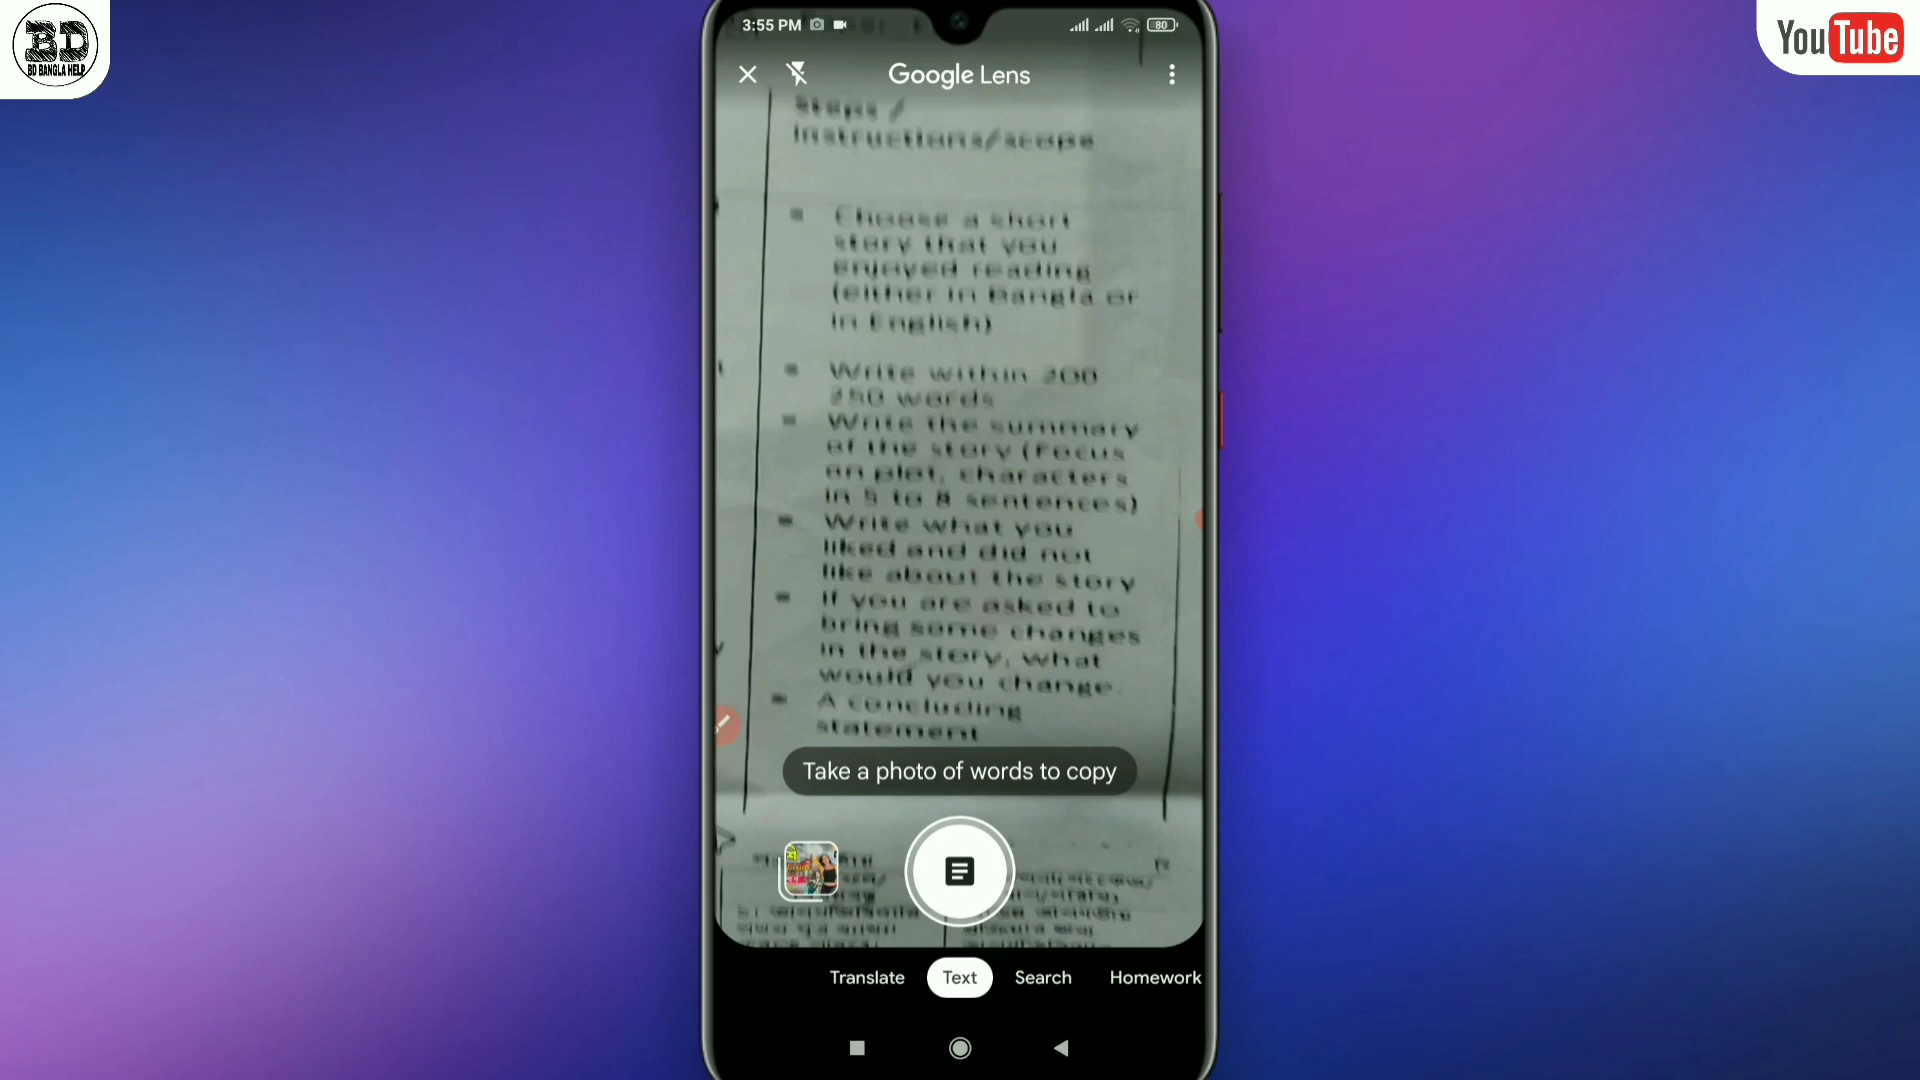 BD
BD BANGLA HELP
YouTube
3:55 PM
80
Google Lens
Steps /
instructions/scope
Choose a short
story that you
enjoyed reading
(either in Bangla or
in English)
Write within 200
250 words
Write the summary
of the story (Focus
on plot, characters
in 5 to 8 sentences)
Write what you
liked and did not
like about the story
If you are asked to
bring some changes
in the story, what
would you change
A concluding
statement
Take a photo of words to copy
Translate
Text
Search
Homework